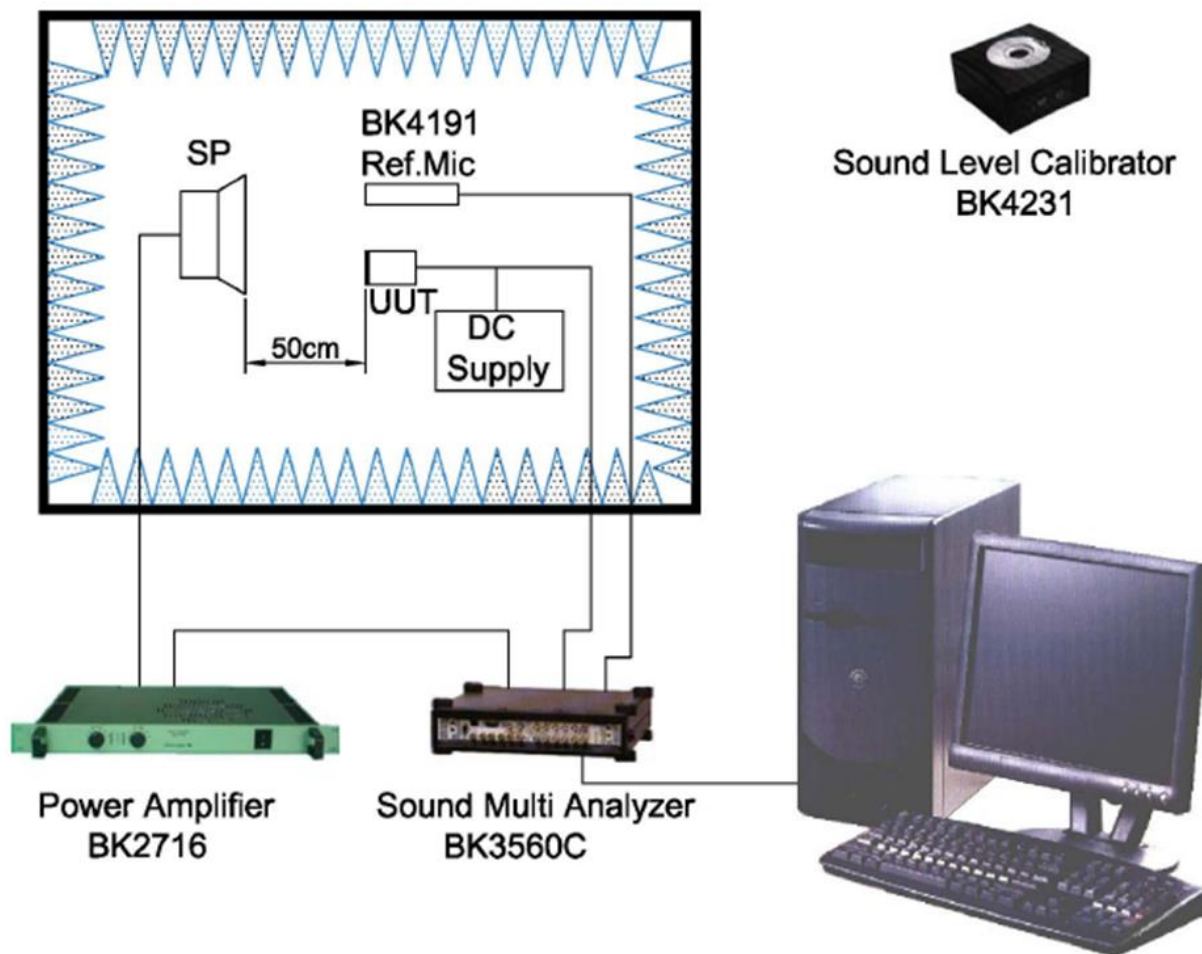 BK4191
SP Ref.Mic
UUT
DC
50cm Supply
Sound Level Calibrator
BK4231
Power Amplifier
BK2716
Sound Multi Analyzer
BK3560C